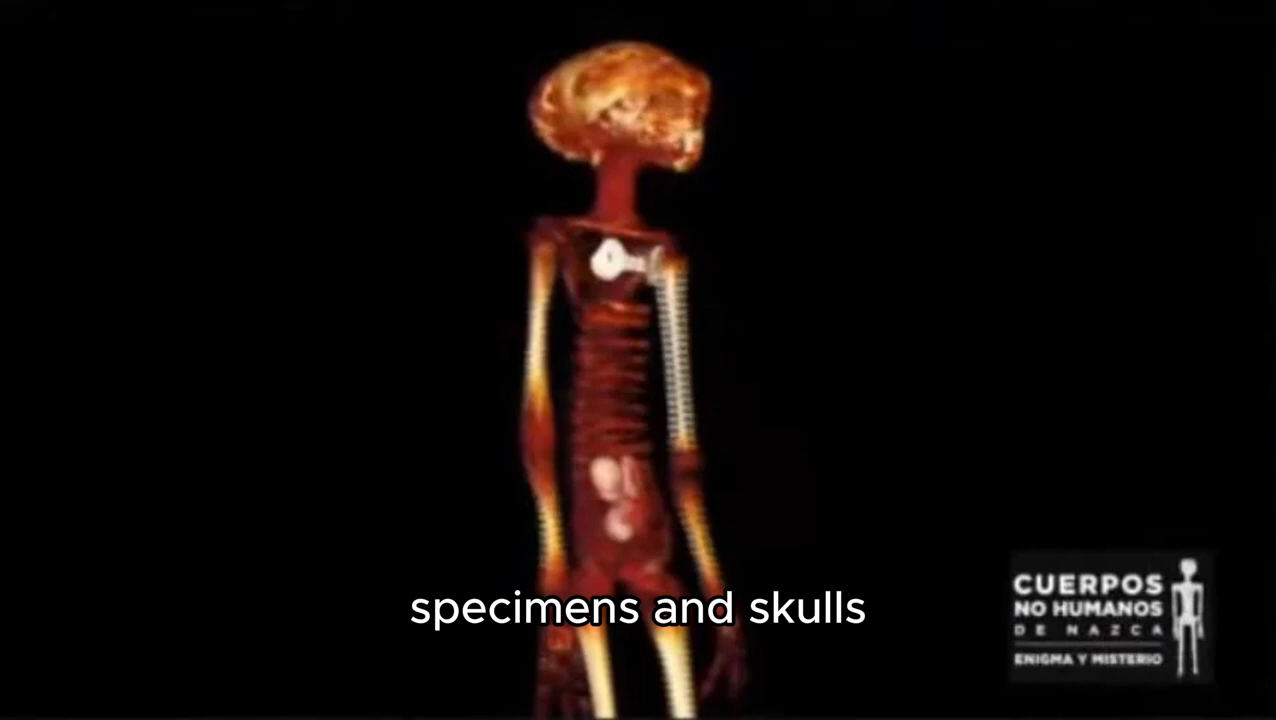 specimens and skulls
CUERPOS
NO HUMANOS
DE NAZCA
ENIGMA Y MISTERIO